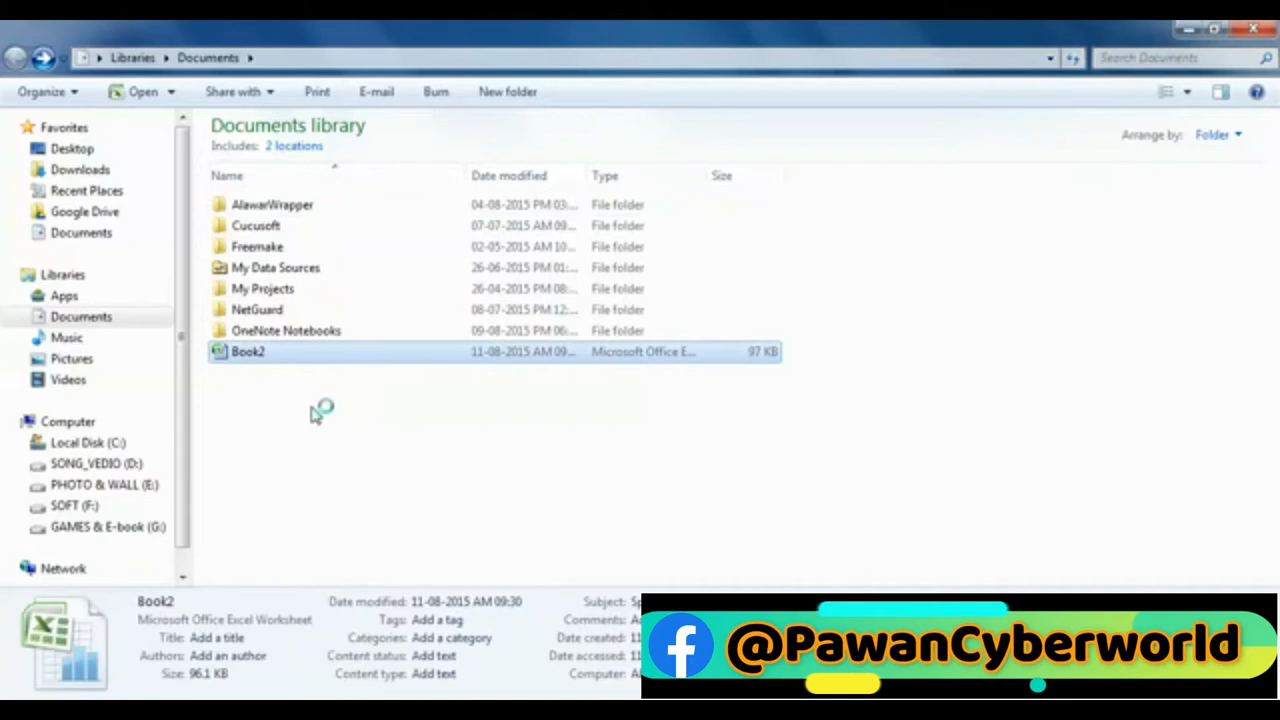 Libraries Documents
Search Documents
Organize Open Share with Print E-mail Burn New folder
Favorites
Desktop
Downloads
Recent Places
Google Drive
Documents
Libraries
Apps
Documents
Music
Pictures
Videos
Computer
Local Disk (C:)
SONG_VEDIO (D:)
PHOTO & WALL (E:)
SOFT (F:)
GAMES & E-book (G:)
Network
Documents library
Includes: 2 locations
Arrange by: Folder
Name Date modified Type Size
AlawarWrapper 04-08-2015 PM 03:... File folder
Cucusoft 07-07-2015 AM 09... File folder
Freemake 02-05-2015 AM 10... File folder
My Data Sources 26-06-2015 PM 01:... File folder
My Projects 26-04-2015 PM 08:... File folder
NetGuard 08-07-2015 PM 12:... File folder
OneNote Notebooks 09-08-2015 PM 06:... File folder
Book2 11-08-2015 AM 09... Microsoft Office E... 97 KB
Book2
Microsoft Office Excel Worksheet
Title: Add a title
Authors: Add an author
Size: 96.1 KB
Date modified: 11-08-2015 AM 09:30
Tags: Add a tag
Categories: Add a category
Content status: Add text
Content type: Add text
Subject:
Comments:
Date created:
Date accessed:
Computer:
@PawanCyberworld